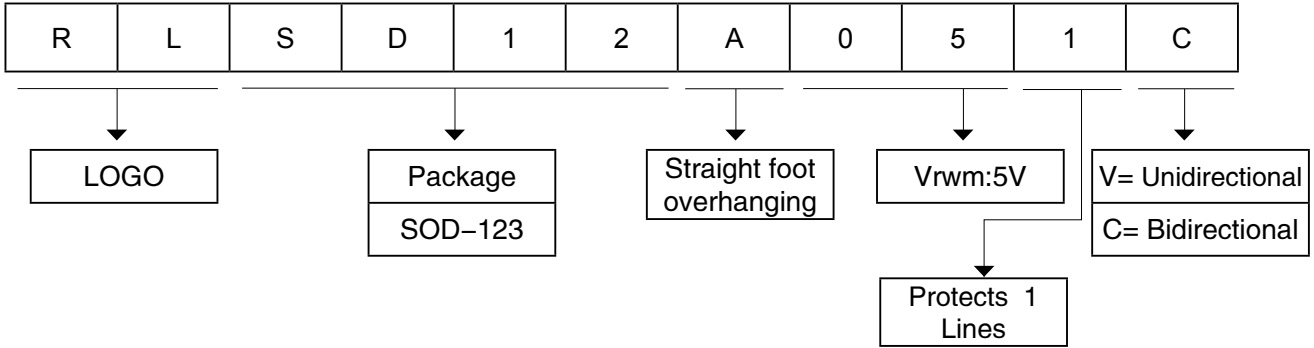 R L S D 1 2 A 0 5 1 C
LOGO
Package
SOD–123
Straight foot
overhanging
Vrwm:5V
V= Unidirectional
C= Bidirectional
Protects 1
Lines